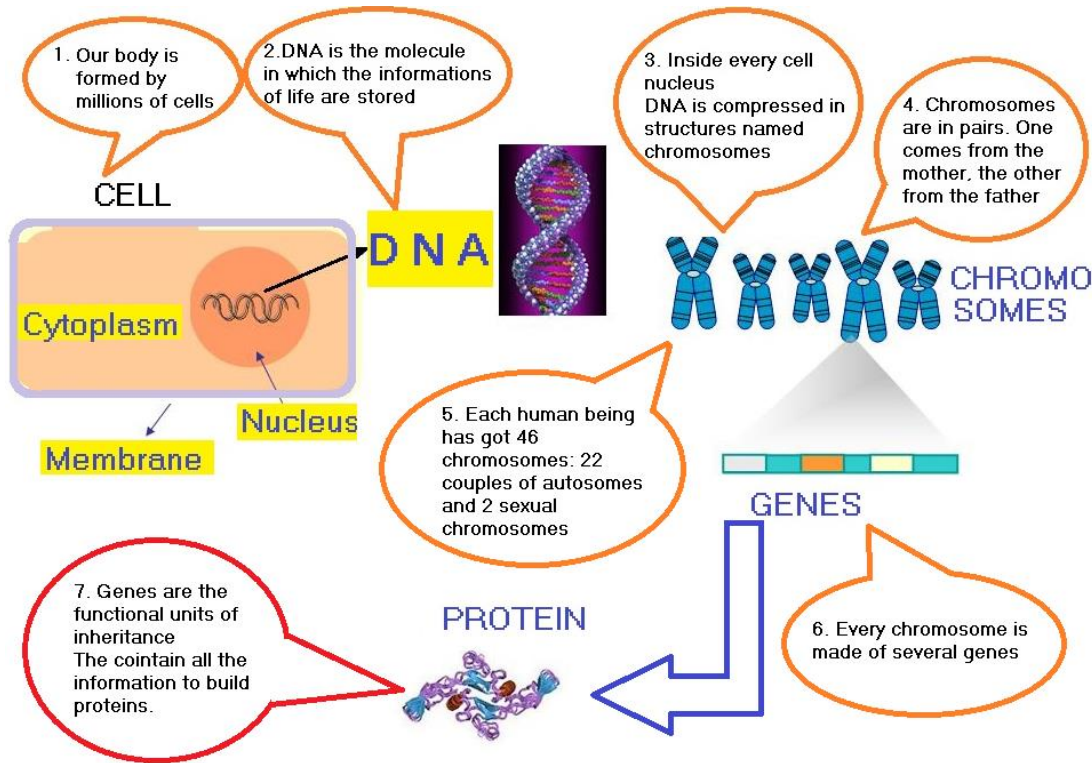 1. Our body is
formed by
millions of cells
2.DNA is the molecule
in which the informations
of life are stored
3. Inside every cell
nucleus
DNA is compressed in
structures named
chromosomes
4. Chromosomes
are in pairs. One
comes from the
mother, the other
from the father
CELL
DNA
Cytoplasm
Nucleus
Membrane
CHROMO
SOMES
5. Each human being
has got 46
chromosomes: 22
couples of autosomes
and 2 sexual
chromosomes
GENES
7. Genes are the
functional units of
inheritance
The cointain all the
information to build
proteins.
PROTEIN
6. Every chromosome is
made of several genes